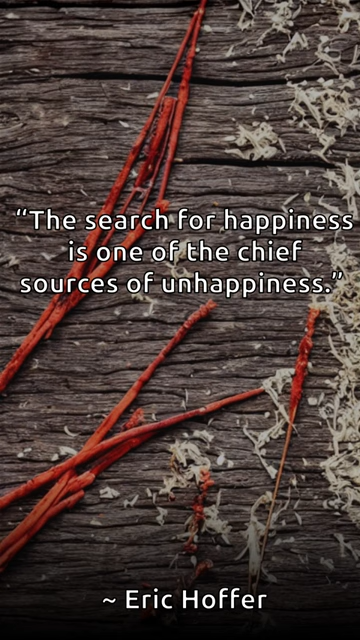 “The search for happiness
is one of the chief
sources of unhappiness.”
~ Eric Hoffer